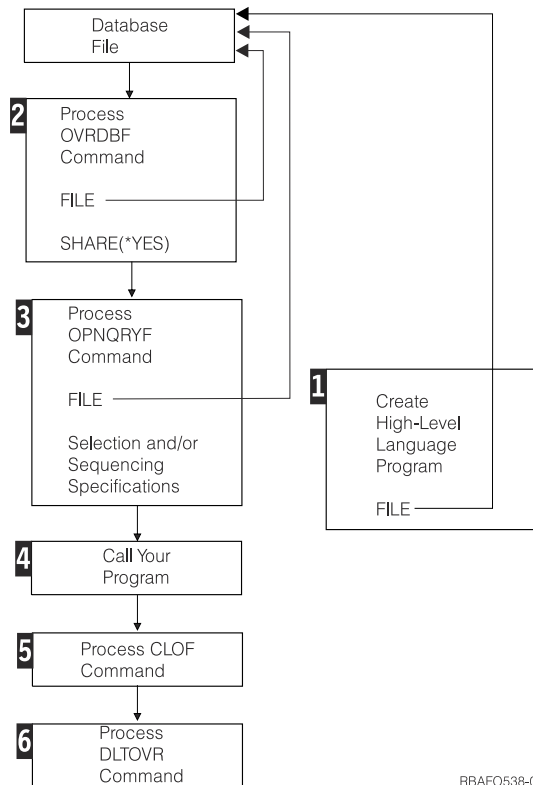 Database
File
2
Process
OVRDBF
Command
FILE
SHARE(*YES)
3
Process
OPNQRYF
Command
FILE
Selection and/or
Sequencing
Specifications
1
Create
High-Level
Language
Program
FILE
4
Call Your
Program
5
Process CLOF
Command
6
Process
DLTOVR
Command